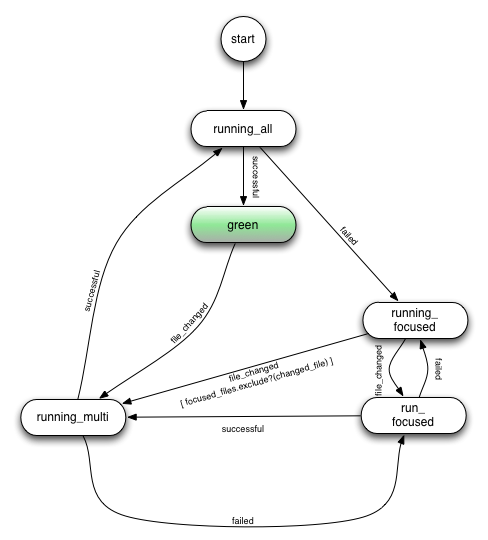 start
running_all
successful
green
failed
successful
file_changed
running_
focused
file_changed
[ focused_files.exclude?(changed_file) ]
file_changed
failed
running_multi
successful
run_
focused
failed